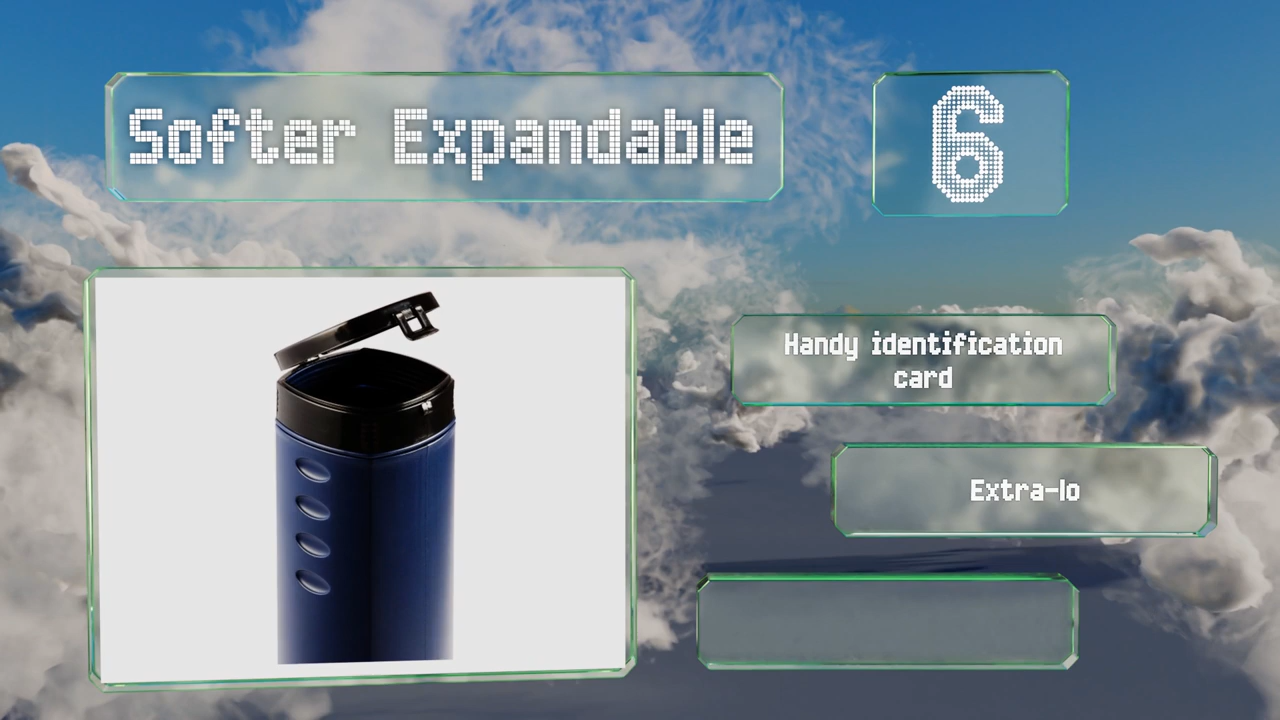 Softer Expandable
6
Handy identification
card
Extra-lo